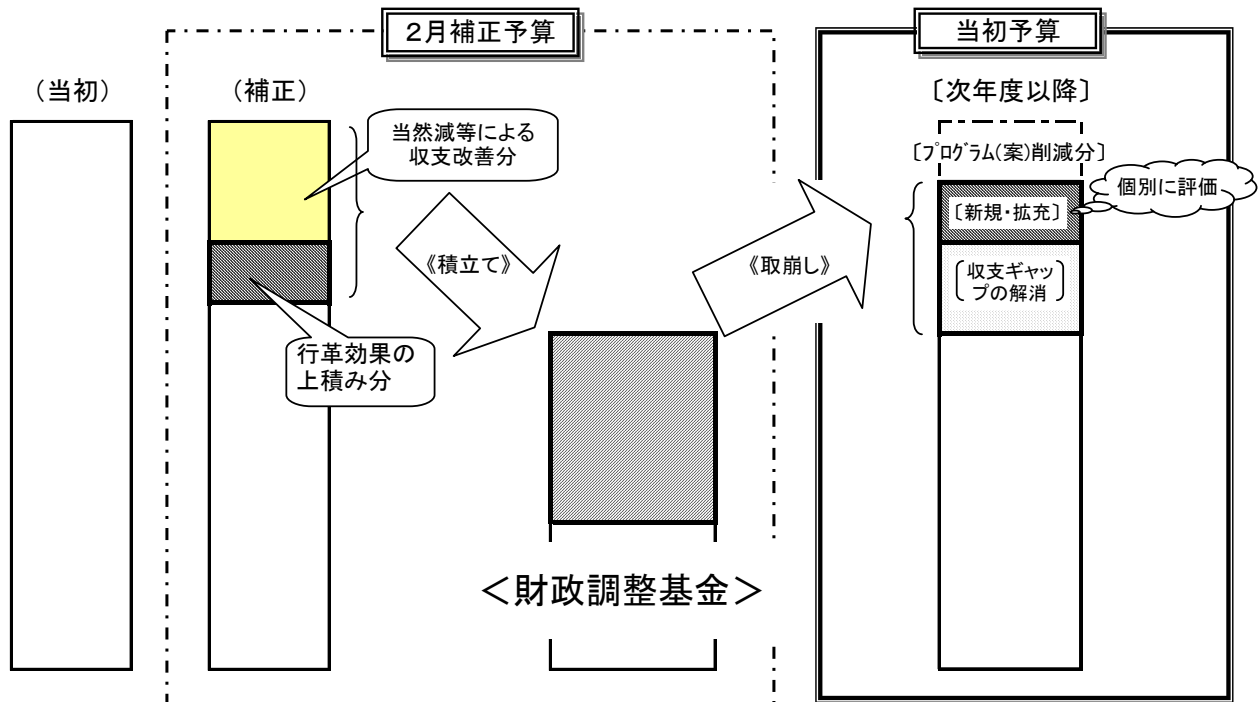 2月補正予算
当初予算
（当初）
（補正）
〔次年度以降〕
当然減等による
収支改善分
〔プログラム(案)削減分〕
個別に評価
〔新規・拡充〕
《積立て》
《取崩し》
〔収支ギャッ
プの解消〕
行革効果の
上積み分
＜財政調整基金＞